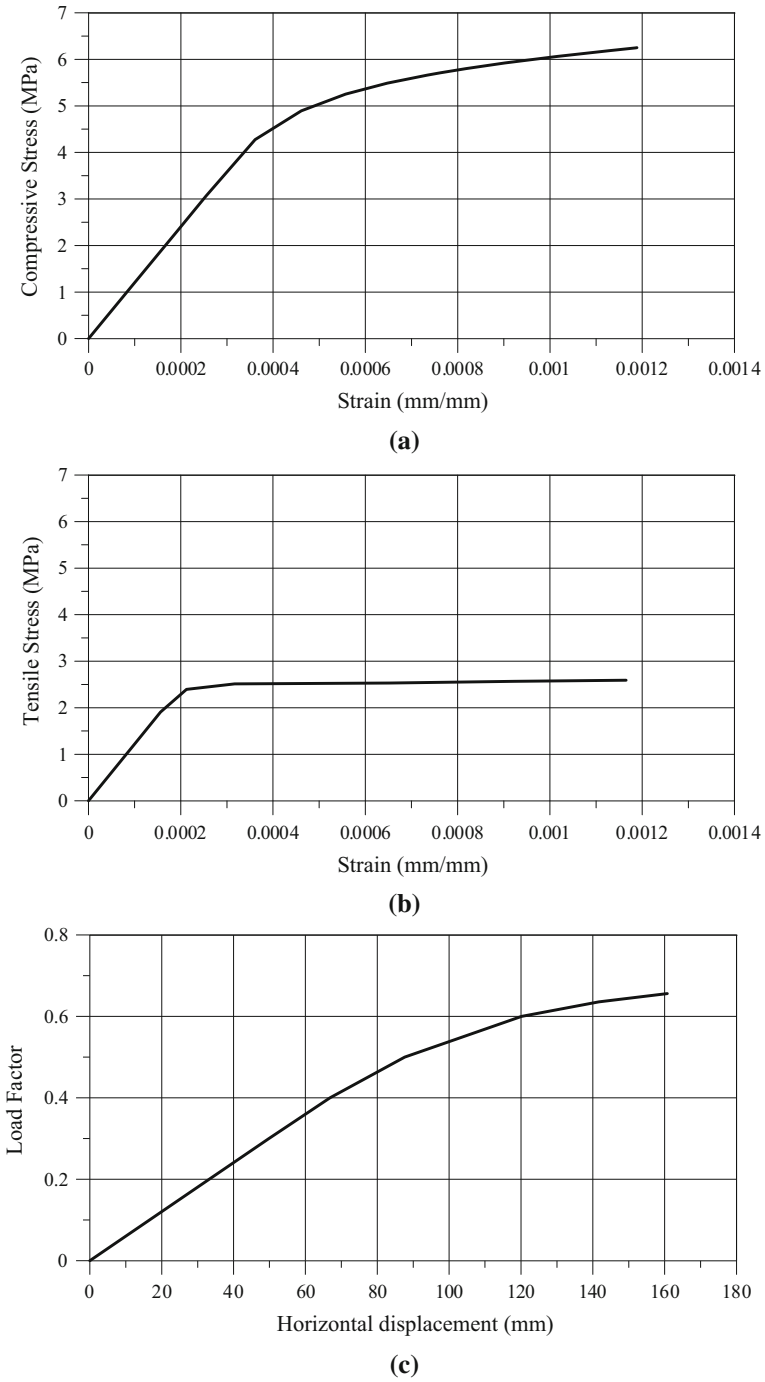 7
6
5
4
3
2
1
0
Compressive Stress (MPa)
0 0.0002 0.0004 0.0006 0.0008 0.001 0.0012 0.0014
Strain (mm/mm)
(a)
7
6
5
4
3
2
1
0
Tensile Stress (MPa)
0 0.0002 0.0004 0.0006 0.0008 0.001 0.0012 0.0014
Strain (mm/mm)
(b)
0.8
0.6
0.4
0.2
0
Load Factor
0 20 40 60 80 100 120 140 160 180
Horizontal displacement (mm)
(c)